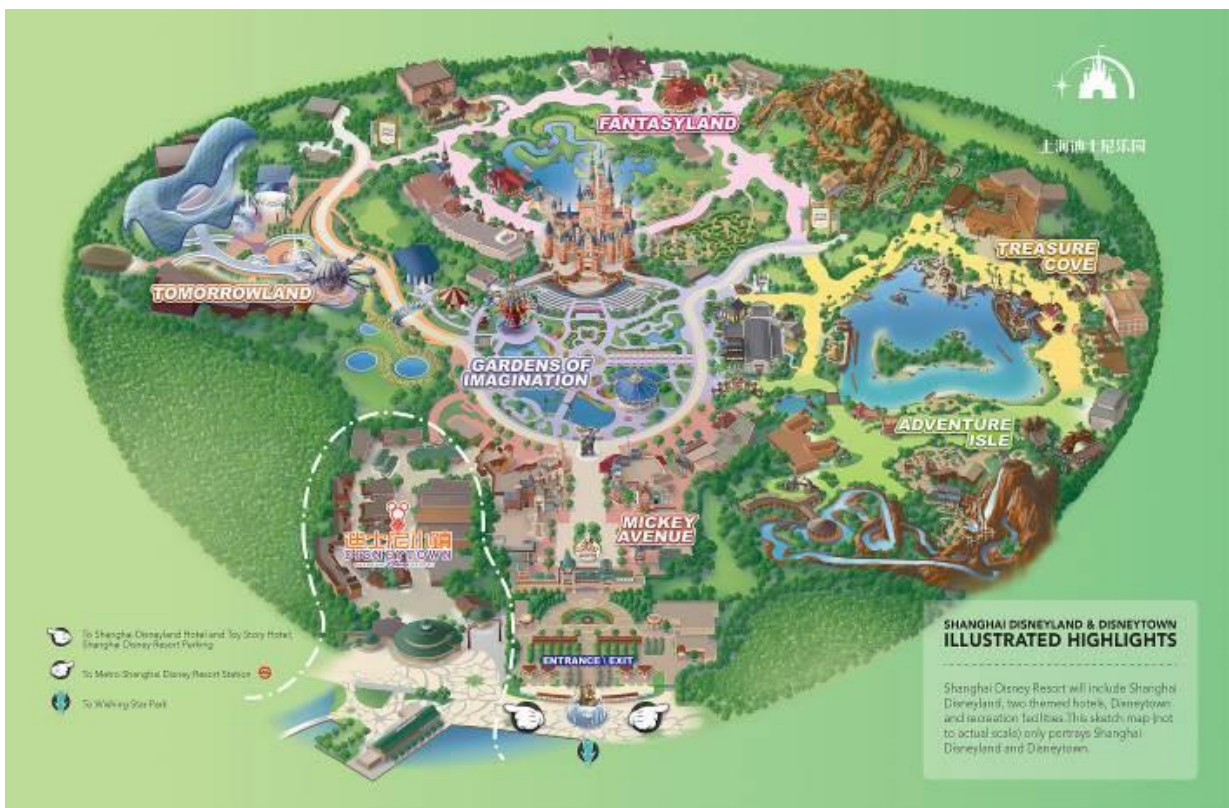 上海迪士尼乐园
FANTASYLAND
TREASURE
COVE
TOMORROWLAND
GARDENS OF
IMAGINATION
ADVENTURE
ISLE
MICKEY
AVENUE
迪士尼小镇
DISNEYTOWN
ENTRANCE \ EXIT
To Shanghai Disneyland Hotel and Toy Story Hotel,
Shanghai Disney Resort Parking
To Metro Shanghai Disney Resort Station
To Wishing Star Park
SHANGHAI DISNEYLAND & DISNEYTOWN
ILLUSTRATED HIGHLIGHTS
Shanghai Disney Resort will include Shanghai
Disneyland, two themed hotels, Disneytown
and recreation facilities. This sketch map (not
to actual scale) only portrays Shanghai
Disneyland and Disneytown.